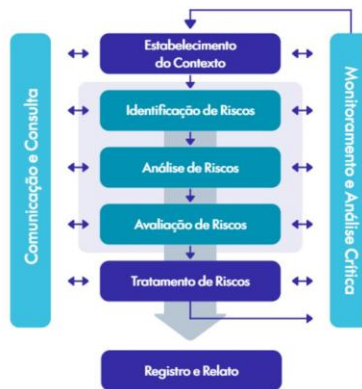 Comunicação e Consulta
Estabelecimento
do Contexto
Identificação de Riscos
Análise de Riscos
Avaliação de Riscos
Tratamento de Riscos
Registro e Relato
Monitoramento e Análise Crítica